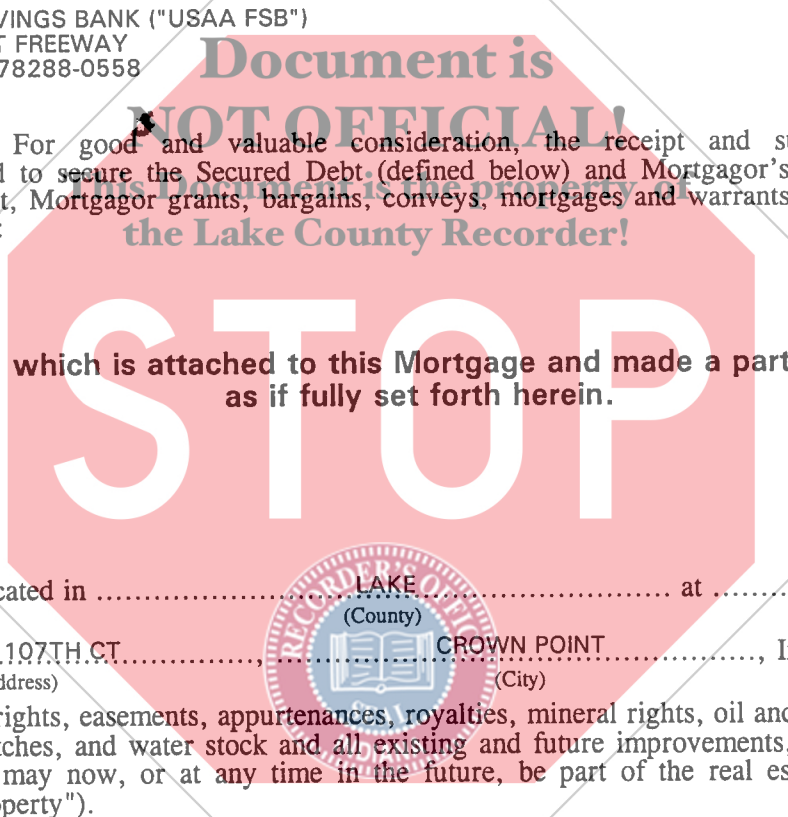 VINGS BANK ("USAA FSB")
T FREEWAY
78288-0558
Document is
NOT OFFICIAL!
For good and valuable consideration, the receipt and su
d to secure the Secured Debt (defined below) and Mortgagor's
This Document is the property of
t, Mortgagor grants, bargains, conveys, mortgages and warrants
:
the Lake County Recorder!
STOP
which is attached to this Mortgage and made a part
as if fully set forth herein.
cated in .......................... LAKE .......................... at .........
(County)
107TH CT .............., .................... CROWN POINT ...................., I
ddress)
(City)
RECORDER'S OFFIC
rights, easements, appurtenances, royalties, mineral rights, oil and
SEAL
tches, and water stock and all existing and future improvements,
may now, or at any time in the future, be part of the real es
operty").